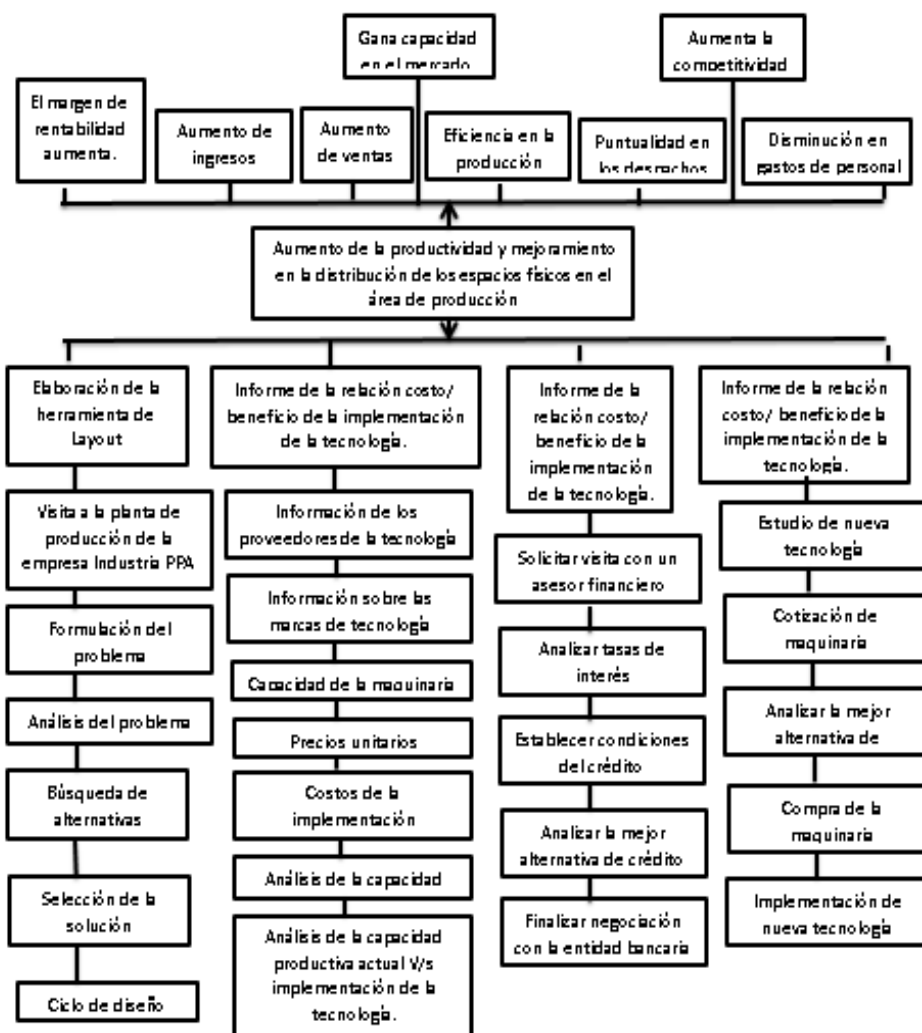 Gana capacidad
en el mercado
Aumenta la
competitividad
El margen de
rentabilidad
aumenta.
Aumento de
ingresos
Aumento
de ventas
Eficiencia en la
producción
Puntualidad en
los despachos
Disminución en
gastos de personal
Aumento de la productividad y mejoramiento
en la distribución de los espacios físicos en el
área de producción
Elaboración de la
herramienta de
Layout
Visita a la planta de
producción de la
empresa Industria PPA
Formulación del
problema
Análisis del problema
Búsqueda de
alternativas
Selección de la
solución
Ciclo de diseño
Informe de la relación costo/
beneficio de la implementación
de la tecnología.
Información de los
proveedores de la tecnología
Información sobre las
marcas de tecnología
Capacidad de la maquinaria
Precios unitarios
Costos de la
implementación
Análisis de la capacidad
Análisis de la capacidad
productiva actual V/s
implementación de la
tecnología.
Informe de la
relación costo/
beneficio de la
implementación
de la tecnología.
Solicitar visita con un
asesor financiero
Analizar tasas de
interés
Establecer condiciones
del crédito
Analizar la mejor
alternativa de crédito
Finalizar negociación
con la entidad bancaria
Informe de la relación
costo/ beneficio de la
implementación de la
tecnología.
Estudio de nueva
tecnología
Cotización de
maquinaria
Analizar la mejor
alternativa de
Compra de la
maquinaria
Implementación de
nueva tecnología